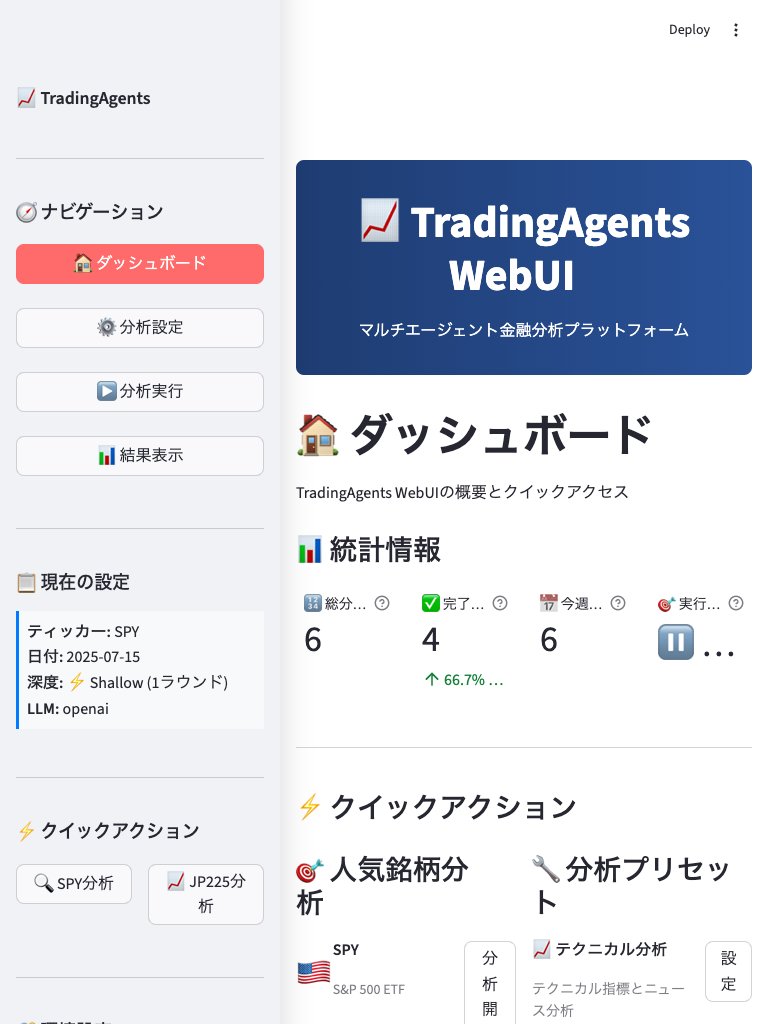 Deploy
📈 TradingAgents
🧭 ナビゲーション
🏠 ダッシュボード
⚙️ 分析設定
▶️ 分析実行
📊 結果表示
📋 現在の設定
ティッカー: SPY
日付: 2025-07-15
深度: ⚡ Shallow (1ラウンド)
LLM: openai
⚡ クイックアクション
🔍 SPY分析
📈 JP225分
析
📈 TradingAgents
WebUI
マルチエージェント金融分析プラットフォーム
🏠 ダッシュボード
TradingAgents WebUIの概要とクイックアクセス
📊 統計情報
🔢 総分…
6
✅ 完了…
4
↑ 66.7% …
📅 今週…
6
🎯 実行…
⏸️ …
⚡ クイックアクション
🎯 人気銘柄分
析
🇺🇸
SPY
S&P 500 ETF
分
析
開
🔧 分析プリセッ
ト
📈 テクニカル分析
テクニカル指標とニュー
ス分析
設
定